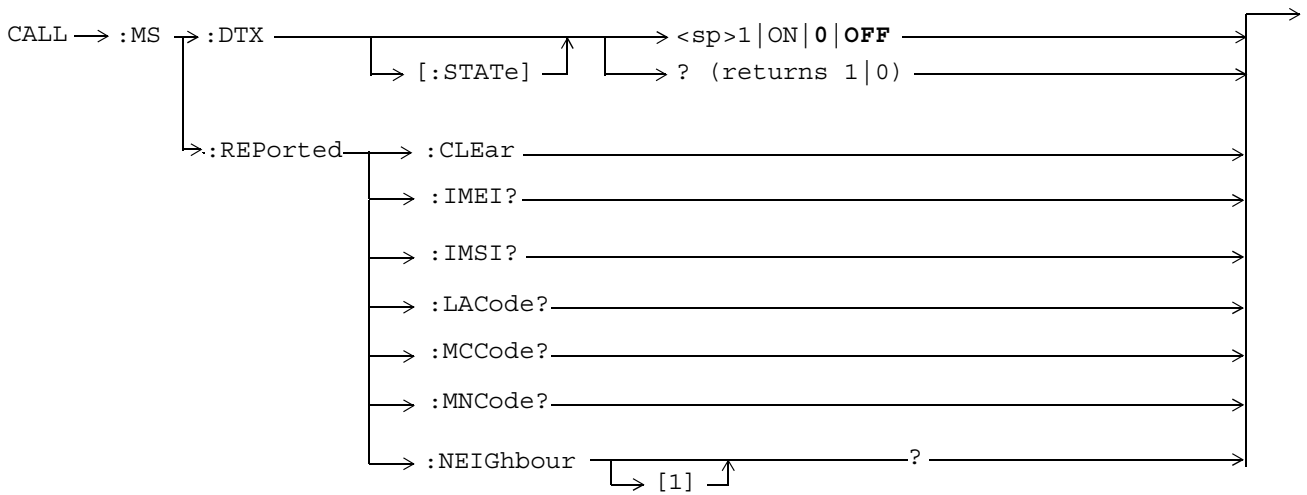 CALL :MS :DTX <sp>1|ON|0|OFF
[:STATe] ? (returns 1|0)
:REPorted :CLEar
:IMEI?
:IMSI?
:LACode?
:MCCode?
:MNCode?
:NEIGhbour ?
[1]